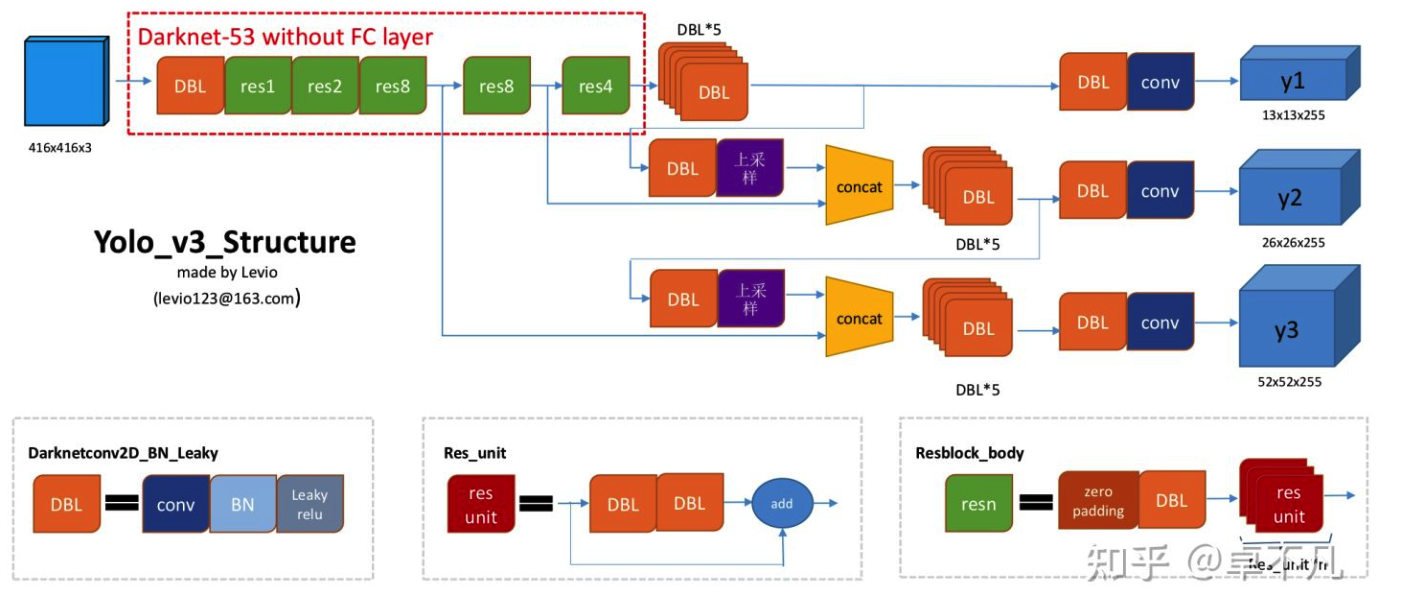 Darknet-53 without FC layer
DBL
res1
res2
res8
res8
res4
DBL*5
DBL
DBL
conv
y1
13x13x255
416x416x3
DBL
上采
样
concat
DBL
DBL*5
DBL
conv
y2
26x26x255
Yolo_v3_Structure
made by Levio
(levio123@163.com)
DBL
上采
样
concat
DBL
DBL*5
DBL
conv
y3
52x52x255
Darknetconv2D_BN_Leaky
DBL
conv
BN
Leaky
relu
Res_unit
res
unit
DBL
DBL
add
Resblock_body
resn
zero
padding
DBL
res
unit
Res_unit*n
知乎 @卓不凡